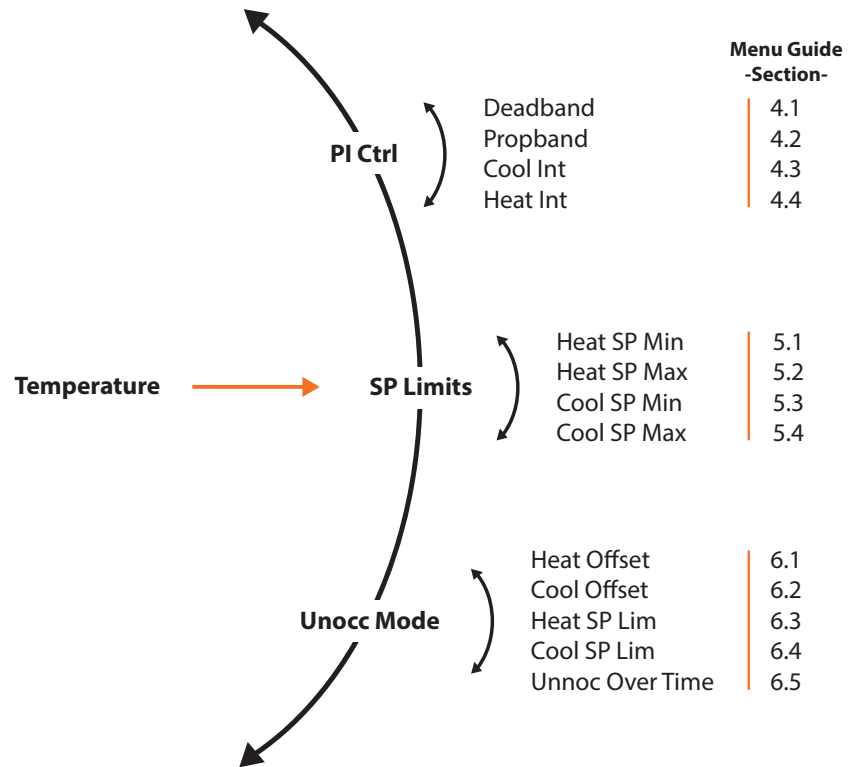 Menu Guide
-Section-
Deadband 4.1
Propband 4.2
PI Ctrl
Cool Int 4.3
Heat Int 4.4
Heat SP Min 5.1
Heat SP Max 5.2
Temperature SP Limits
Cool SP Min 5.3
Cool SP Max 5.4
Heat Offset 6.1
Cool Offset 6.2
Unocc Mode
Heat SP Lim 6.3
Cool SP Lim 6.4
Unnoc Over Time 6.5